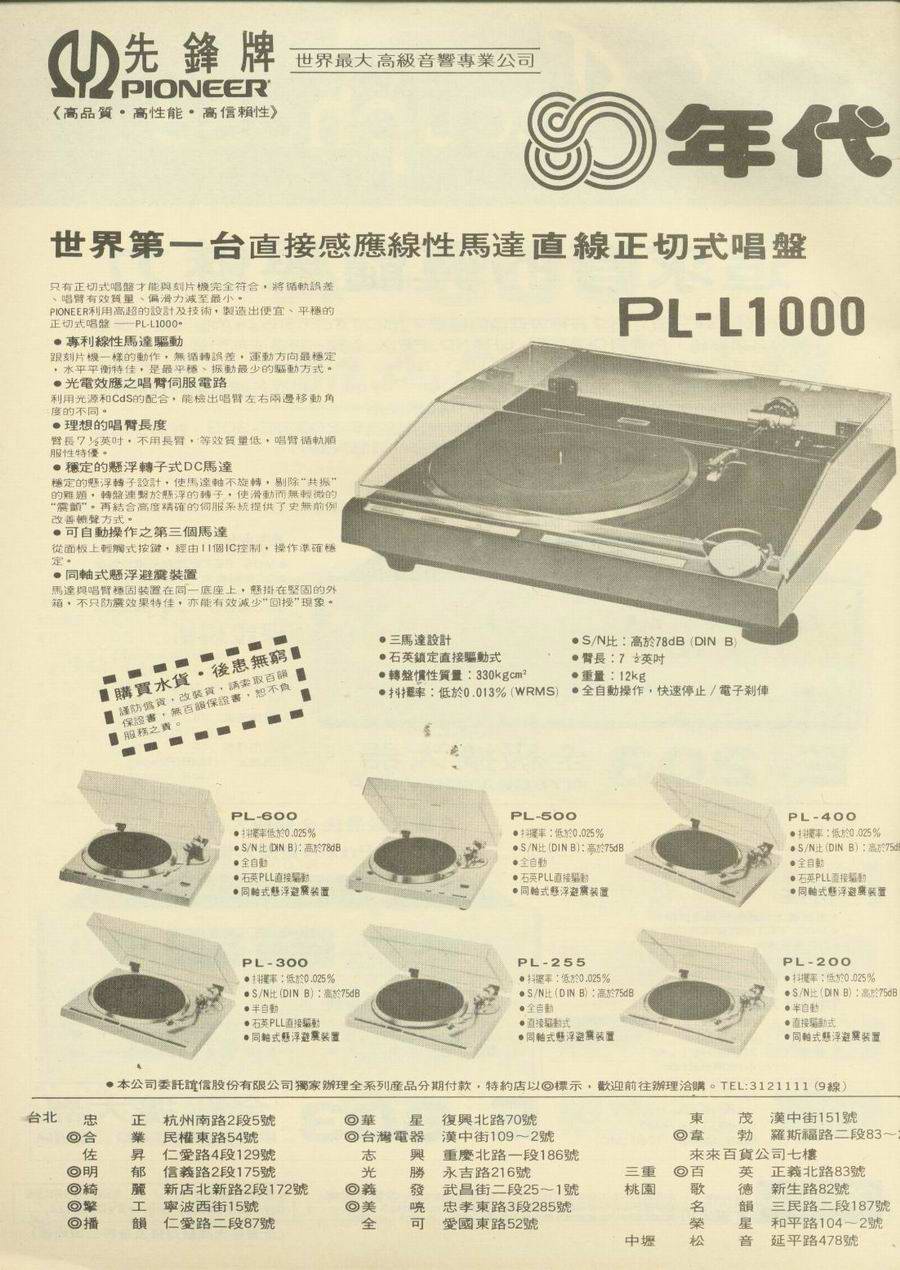 先鋒牌
PIONEER
世界最大高級音響專業公司
《高品質・高性能・高信賴性》
80年代
世界第一台直接感應線性馬達直線正切式唱盤
PL-L1000
只有正切式唱盤才能與刻片機完全符合，將循軌誤差
、唱臂有效質量、偏滑力減至最小。
PIONEER利用高超的設計及技術，製造出便宜、平穩的
正切式唱盤——PL-L1000。
●專利線性馬達驅動
跟刻片機一樣的動作，無循轉誤差，運動方向最穩定
，水平平衡特佳，是最平穩、振動最少的驅動方式。
●光電效應之唱臂伺服電路
利用光源和CdS的配合，能檢出唱臂左右兩邊移動角
度的不同。
●理想的唱臂長度
臂長7½英吋，不用長臂，等效質量低，唱臂循軌順
服性特優。
●穩定的懸浮轉子式DC馬達
穩定的懸浮轉子設計，使馬達軸不旋轉，剔除“共振”
的難題，轉盤連繫於懸浮的轉子，使滑動而無輕微的
“震顫”。再結合高度精確的伺服系統提供了史無前例
改善轆聲方式。
●可自動操作之第三個馬達
從面板上輕觸式按鍵，經由11個IC控制，操作準確穩
定。
●同軸式懸浮避震裝置
馬達與唱臂穩固裝置在同一底座上，懸掛在堅固的外
箱，不只防震效果特佳，亦能有效減少“回授”現象。
●三馬達設計
●石英鎖定直接驅動式
●轉盤慣性質量：330kgcm²
●抖擺率：低於0.013% (WRMS)
●S/N比：高於78dB (DIN B)
●臂長：7 ½英吋
●重量：12kg
●全自動操作，快速停止/電子剎俥
購買水貨・後患無窮
謹防僞貨，改裝貨，請索取百韻
保證書，無百韻保證書，恕不負
服務之責。
PL-600
●抖擺率低於0.025%
●S/N比(DIN B)：高於78dB
●全自動
●石英PLL直接驅動
●同軸式懸浮避震裝置
PL-500
●抖擺率：低於0.025%
●S/N比(DIN B)：高於75dB
●全自動
●石英PLL直接驅動
●同軸式懸浮避震裝置
PL-400
●抖擺率：低於0.025%
●S/N比(DIN B)：高於75dB
●全自動
●石英PLL直接驅動
●同軸式懸浮避震裝置
PL-300
●抖擺率：低於0.025%
●S/N比(DIN B)：高於75dB
●半自動
●石英PLL直接驅動
●同軸式懸浮避震裝置
PL-255
●抖擺率：低於0.025%
●S/N比(DIN B)：高於75dB
●全自動
●直接驅動式
●同軸式懸浮避震裝置
PL-200
●抖擺率：低於0.025%
●S/N比(DIN B)：高於75dB
●半自動
●直接驅動式
●同軸式懸浮避震裝置
●本公司委託誼信股份有限公司獨家辦理全系列産品分期付款，特約店以◎標示，歡迎前往辦理洽購。TEL:3121111 (9線)
台北 忠正 杭州南路2段5號
◎合業 民權東路54號
佐昇 仁愛路4段129號
◎明郁 信義路2段175號
◎綺麗 新店北新路2段172號
◎擎工 寧波西街15號
◎播韻 仁愛路二段87號
◎華星 復興北路70號
◎台灣電器 漢中街109～2號
志興 重慶北路一段186號
光勝 永吉路216號
◎義發 武昌街二段25～1號
◎美喨 忠孝東路3段285號
全可 愛國東路52號
東茂 漢中街151號
◎韋勃 羅斯福路二段83～
來來百貨公司七樓
三重 ◎百英 正義北路83號
桃園 歌德 新生路82號
名韻 三民路二段187號
榮星 和平路104～2號
中壢 松音 延平路478號